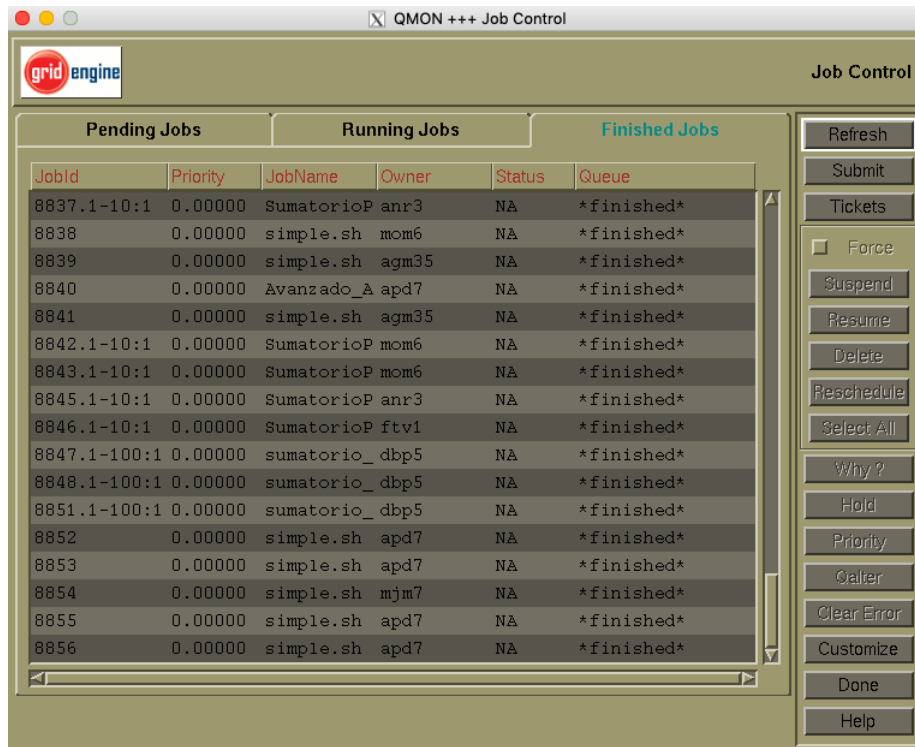 QMON +++ Job Control
grid engine
Job Control
Pending Jobs Running Jobs Finished Jobs
JobId Priority JobName Owner Status Queue
8837.1-10:1 0.00000 SumatorioP anr3 NA *finished*
8838 0.00000 simple.sh mom6 NA *finished*
8839 0.00000 simple.sh agm35 NA *finished*
8840 0.00000 Avanzado_A apd7 NA *finished*
8841 0.00000 simple.sh agm35 NA *finished*
8842.1-10:1 0.00000 SumatorioP mom6 NA *finished*
8843.1-10:1 0.00000 SumatorioP mom6 NA *finished*
8845.1-10:1 0.00000 SumatorioP anr3 NA *finished*
8846.1-10:1 0.00000 SumatorioP ftv1 NA *finished*
8847.1-100:1 0.00000 sumatorio_ dbp5 NA *finished*
8848.1-100:1 0.00000 sumatorio_ dbp5 NA *finished*
8851.1-100:1 0.00000 sumatorio_ dbp5 NA *finished*
8852 0.00000 simple.sh apd7 NA *finished*
8853 0.00000 simple.sh apd7 NA *finished*
8854 0.00000 simple.sh mjm7 NA *finished*
8855 0.00000 simple.sh apd7 NA *finished*
8856 0.00000 simple.sh apd7 NA *finished*
Refresh
Submit
Tickets
Force
Suspend
Resume
Delete
Reschedule
Select All
Why ?
Hold
Priority
Qalter
Clear Error
Customize
Done
Help